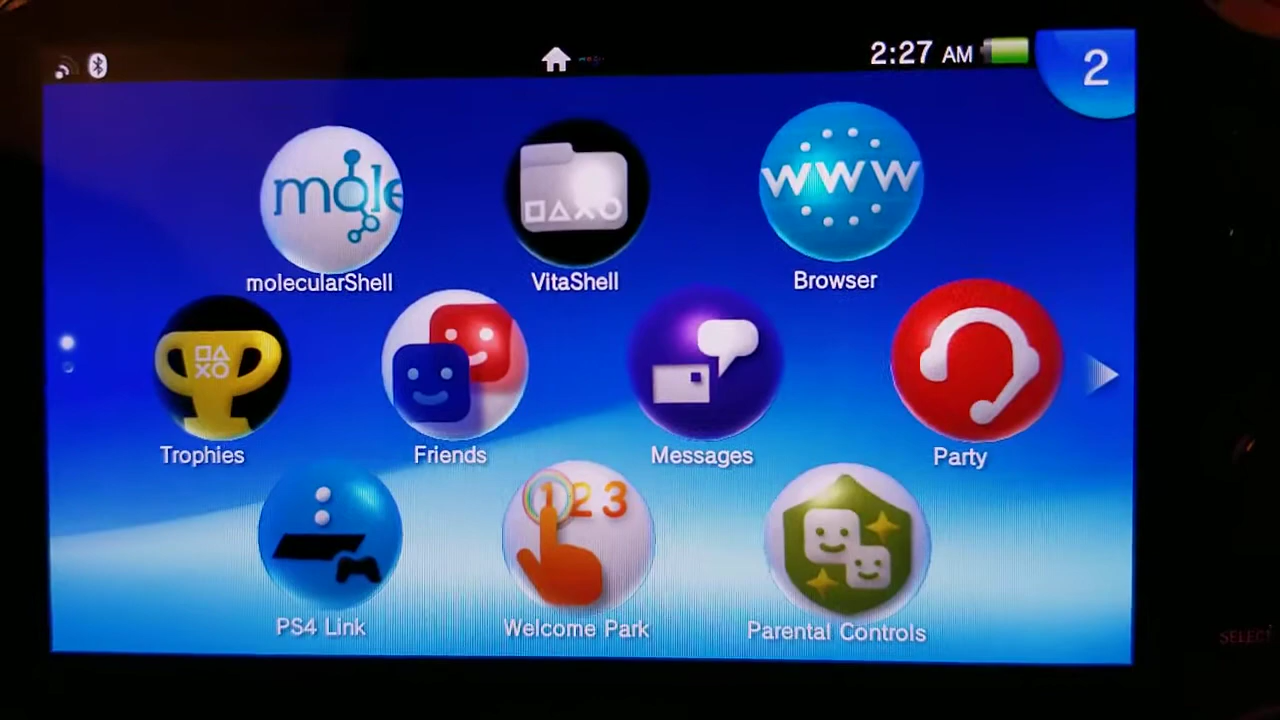 2:27 AM
2
mole
molecularShell
VitaShell
www
Browser
Trophies
Friends
Messages
Party
PS4 Link
123
Welcome Park
Parental Controls
SELECT